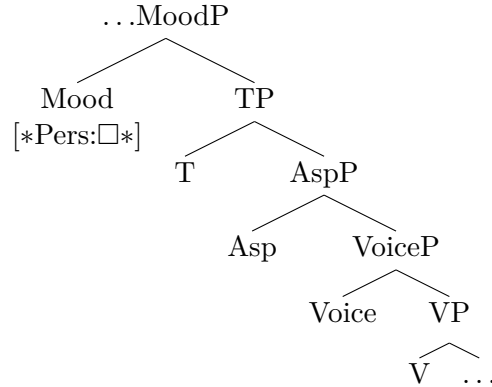 …MoodP
Mood TP
[∗Pers:□∗]
T AspP
Asp VoiceP
Voice VP
V …